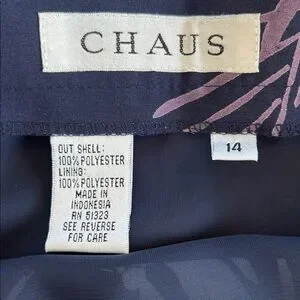 CHAUS
OUT SHELL:
100% POLYESTER
LINING:
100% POLYESTER
MADE IN
INDONESIA
RN 51323
SEE REVERSE
FOR CARE
14